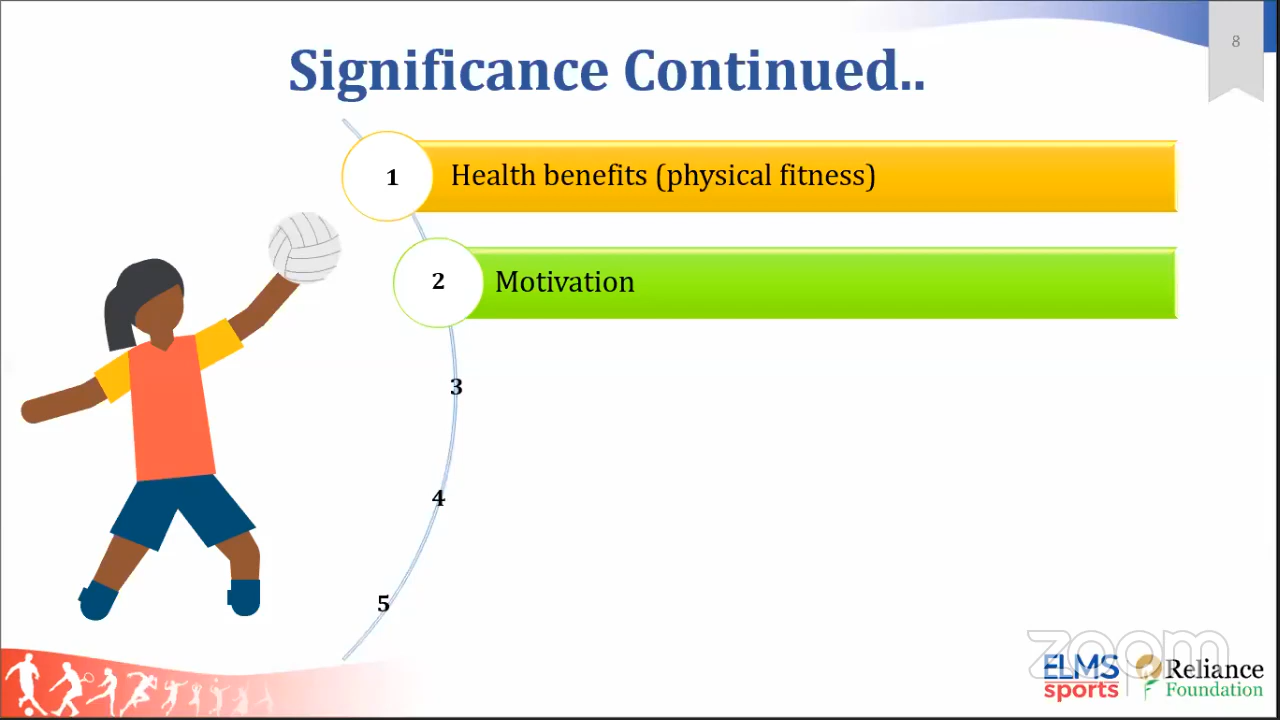 8
Significance Continued..
1
Health benefits (physical fitness)
2
Motivation
3
4
5
zoom
ELMS
sports
Reliance
Foundation